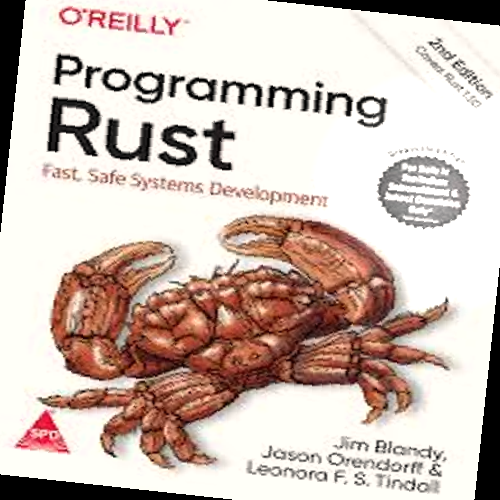 O'REILLY
2nd Edition
Covers Rust 1.50
Programming
Rust
Fast, Safe Systems Development
SPD
Jim Blandy,
Jason Orendorff &
Leonora F. S. Tindall